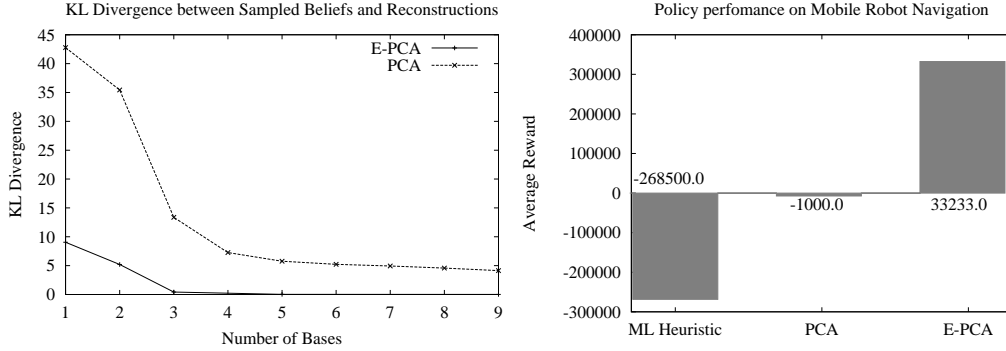 KL Divergence between Sampled Beliefs and Reconstructions
45
40
35
30
25
20
15
10
5
0
KL Divergence
E-PCA
PCA
1 2 3 4 5 6 7 8 9
Number of Bases
Policy perfomance on Mobile Robot Navigation
400000
300000
200000
100000
0
-100000
-200000
-300000
Average Reward
-268500.0
-1000.0
33233.0
ML Heuristic PCA E-PCA